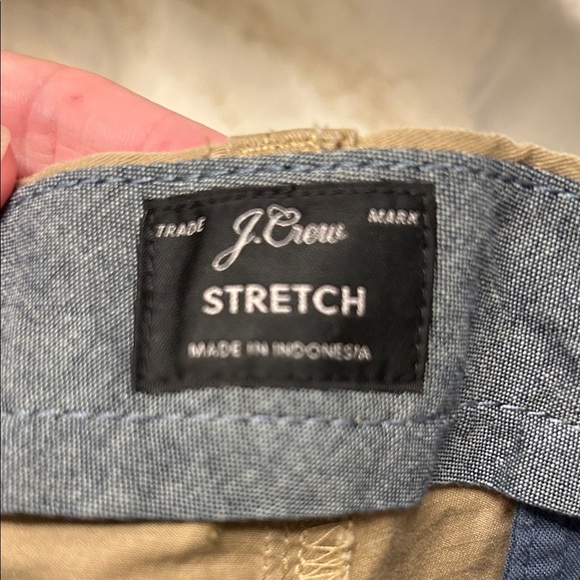 TRADE J.Crew MARK
STRETCH
MADE IN INDONESIA